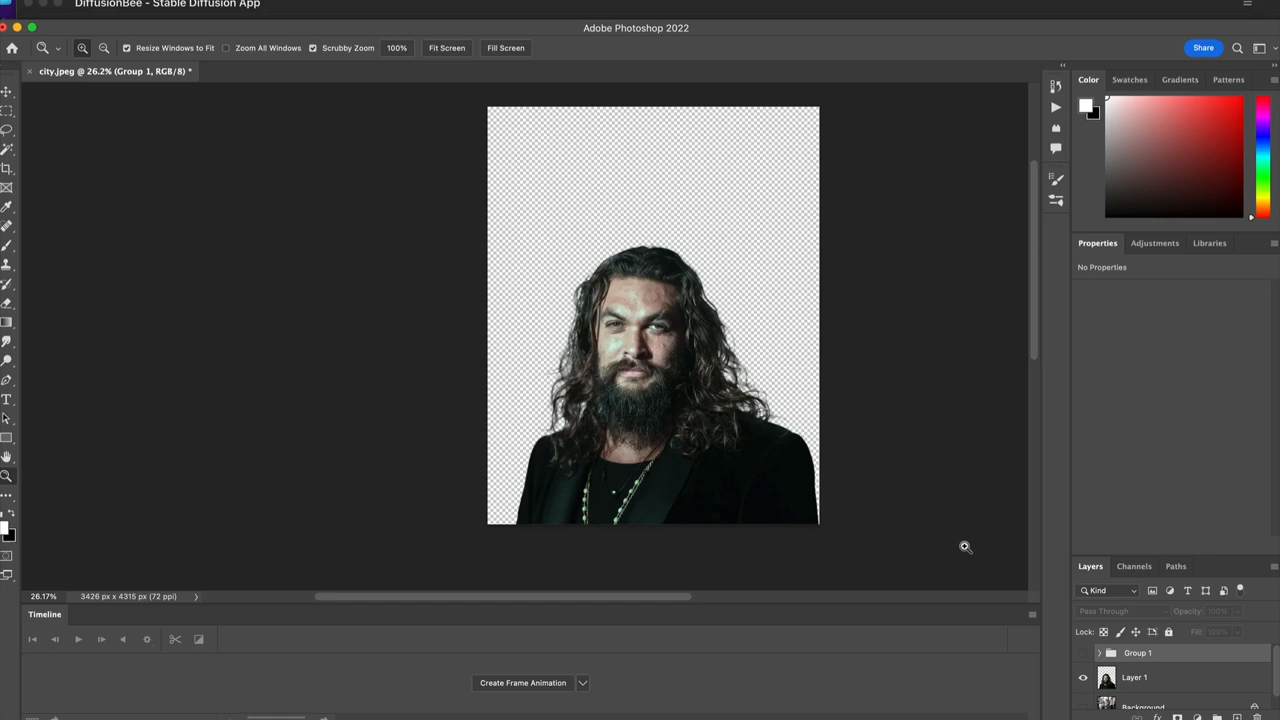 DiffusionBee - Stable Diffusion App
Adobe Photoshop 2022
Resize Windows to Fit
Zoom All Windows
Scrubby Zoom
100%
Fit Screen
Fill Screen
Share
city.jpeg @ 26.2% (Group 1, RGB/8) *
Color
Swatches
Gradients
Patterns
Properties
Adjustments
Libraries
No Properties
Layers
Channels
Paths
Kind
Pass Through
Opacity: 100%
Lock:
Fill: 100%
Group 1
Layer 1
Background
26.17%
3426 px x 4315 px (72 ppi)
Timeline
Create Frame Animation